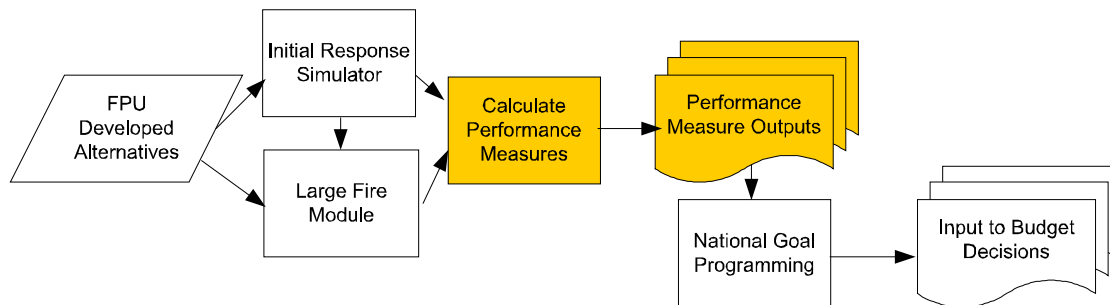 FPU
Developed
Alternatives
Initial Response
Simulator
Large Fire
Module
Calculate
Performance
Measures
Performance
Measure Outputs
National Goal
Programming
Input to Budget
Decisions